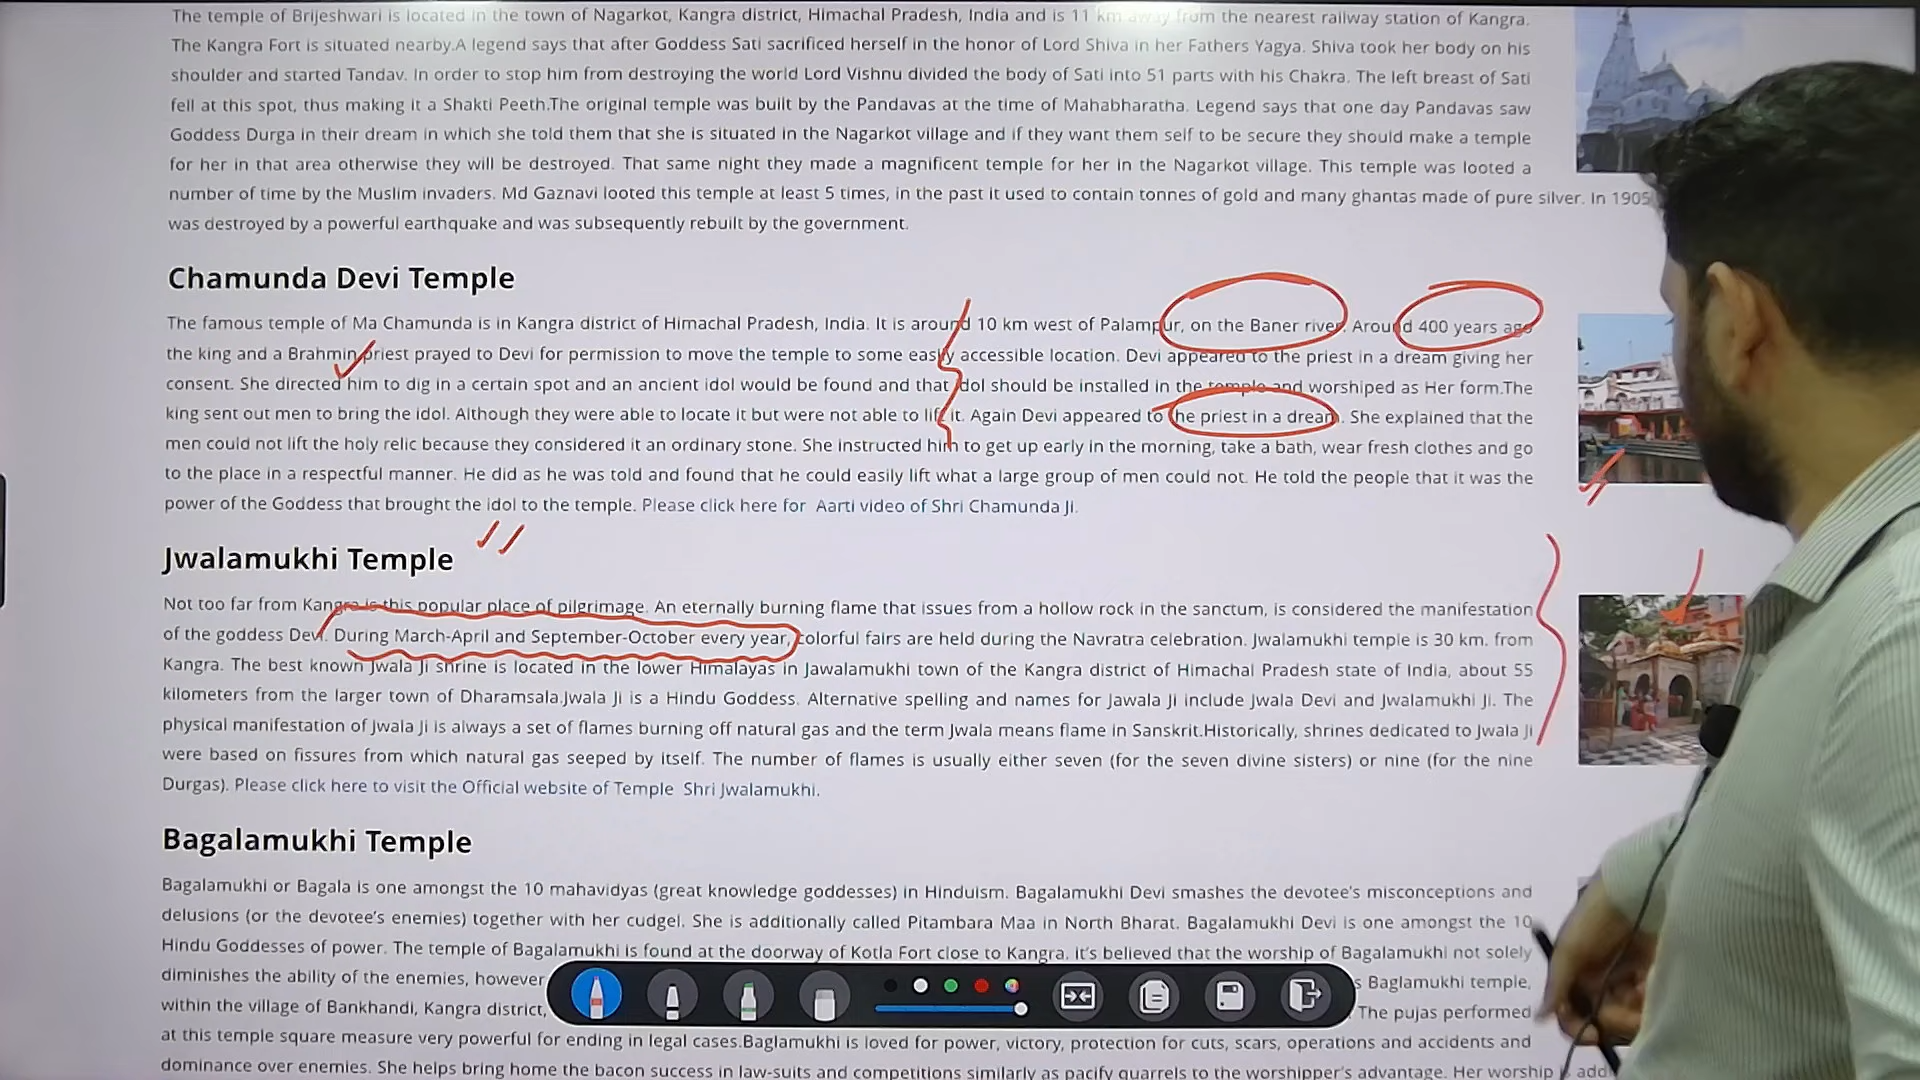 The temple of Brijeshwari is located in the town of Nagarkot, Kangra district, Himachal Pradesh, India and is 11 km away from the nearest railway station of Kangra.
The Kangra Fort is situated nearby.A legend says that after Goddess Sati sacrificed herself in the honor of Lord Shiva in her Fathers Yagya. Shiva took her body on his
shoulder and started Tandav. In order to stop him from destroying the world Lord Vishnu divided the body of Sati into 51 parts with his Chakra. The left breast of Sati
fell at this spot, thus making it a Shakti Peeth.The original temple was built by the Pandavas at the time of Mahabharatha. Legend says that one day Pandavas saw
Goddess Durga in their dream in which she told them that she is situated in the Nagarkot village and if they want them self to be secure they should make a temple
for her in that area otherwise they will be destroyed. That same night they made a magnificent temple for her in the Nagarkot village. This temple was looted a
number of time by the Muslim invaders. Md Gaznavi looted this temple at least 5 times, in the past it used to contain tonnes of gold and many ghantas made of pure silver. In 1905
was destroyed by a powerful earthquake and was subsequently rebuilt by the government.
Chamunda Devi Temple
The famous temple of Ma Chamunda is in Kangra district of Himachal Pradesh, India. It is around 10 km west of Palampur, on the Baner river. Around 400 years ago
the king and a Brahmin priest prayed to Devi for permission to move the temple to some easily accessible location. Devi appeared to the priest in a dream giving her
consent. She directed him to dig in a certain spot and an ancient idol would be found and that idol should be installed in the temple and worshiped as Her form.The
king sent out men to bring the idol. Although they were able to locate it but were not able to lift it. Again Devi appeared to the priest in a dream. She explained that the
men could not lift the holy relic because they considered it an ordinary stone. She instructed him to get up early in the morning, take a bath, wear fresh clothes and go
to the place in a respectful manner. He did as he was told and found that he could easily lift what a large group of men could not. He told the people that it was the
power of the Goddess that brought the idol to the temple. Please click here for Aarti video of Shri Chamunda Ji.
Jwalamukhi Temple
Not too far from Kangra is this popular place of pilgrimage. An eternally burning flame that issues from a hollow rock in the sanctum, is considered the manifestation
of the goddess Devi. During March-April and September-October every year, colorful fairs are held during the Navratra celebration. Jwalamukhi temple is 30 km. from
Kangra. The best known Jwala Ji shrine is located in the lower Himalayas in Jawalamukhi town of the Kangra district of Himachal Pradesh state of India, about 55
kilometers from the larger town of Dharamsala.Jwala Ji is a Hindu Goddess. Alternative spelling and names for Jawala Ji include Jwala Devi and Jwalamukhi Ji. The
physical manifestation of Jwala Ji is always a set of flames burning off natural gas and the term Jwala means flame in Sanskrit.Historically, shrines dedicated to Jwala Ji
were based on fissures from which natural gas seeped by itself. The number of flames is usually either seven (for the seven divine sisters) or nine (for the nine
Durgas). Please click here to visit the Official website of Temple Shri Jwalamukhi.
Bagalamukhi Temple
Bagalamukhi or Bagala is one amongst the 10 mahavidyas (great knowledge goddesses) in Hinduism. Bagalamukhi Devi smashes the devotee's misconceptions and
delusions (or the devotee's enemies) together with her cudgel. She is additionally called Pitambara Maa in North Bharat. Bagalamukhi Devi is one amongst the 10
Hindu Goddesses of power. The temple of Bagalamukhi is found at the doorway of Kotla Fort close to Kangra. it's believed that the worship of Bagalamukhi not solely
diminishes the ability of the enemies, however s Baglamukhi temple,
within the village of Bankhandi, Kangra district, The pujas performed
at this temple square measure very powerful for ending in legal cases.Baglamukhi is loved for power, victory, protection for cuts, scars, operations and accidents and
dominance over enemies. She helps bring home the bacon success in law-suits and competitions similarly as pacify quarrels to the worshipper's advantage. Her worship